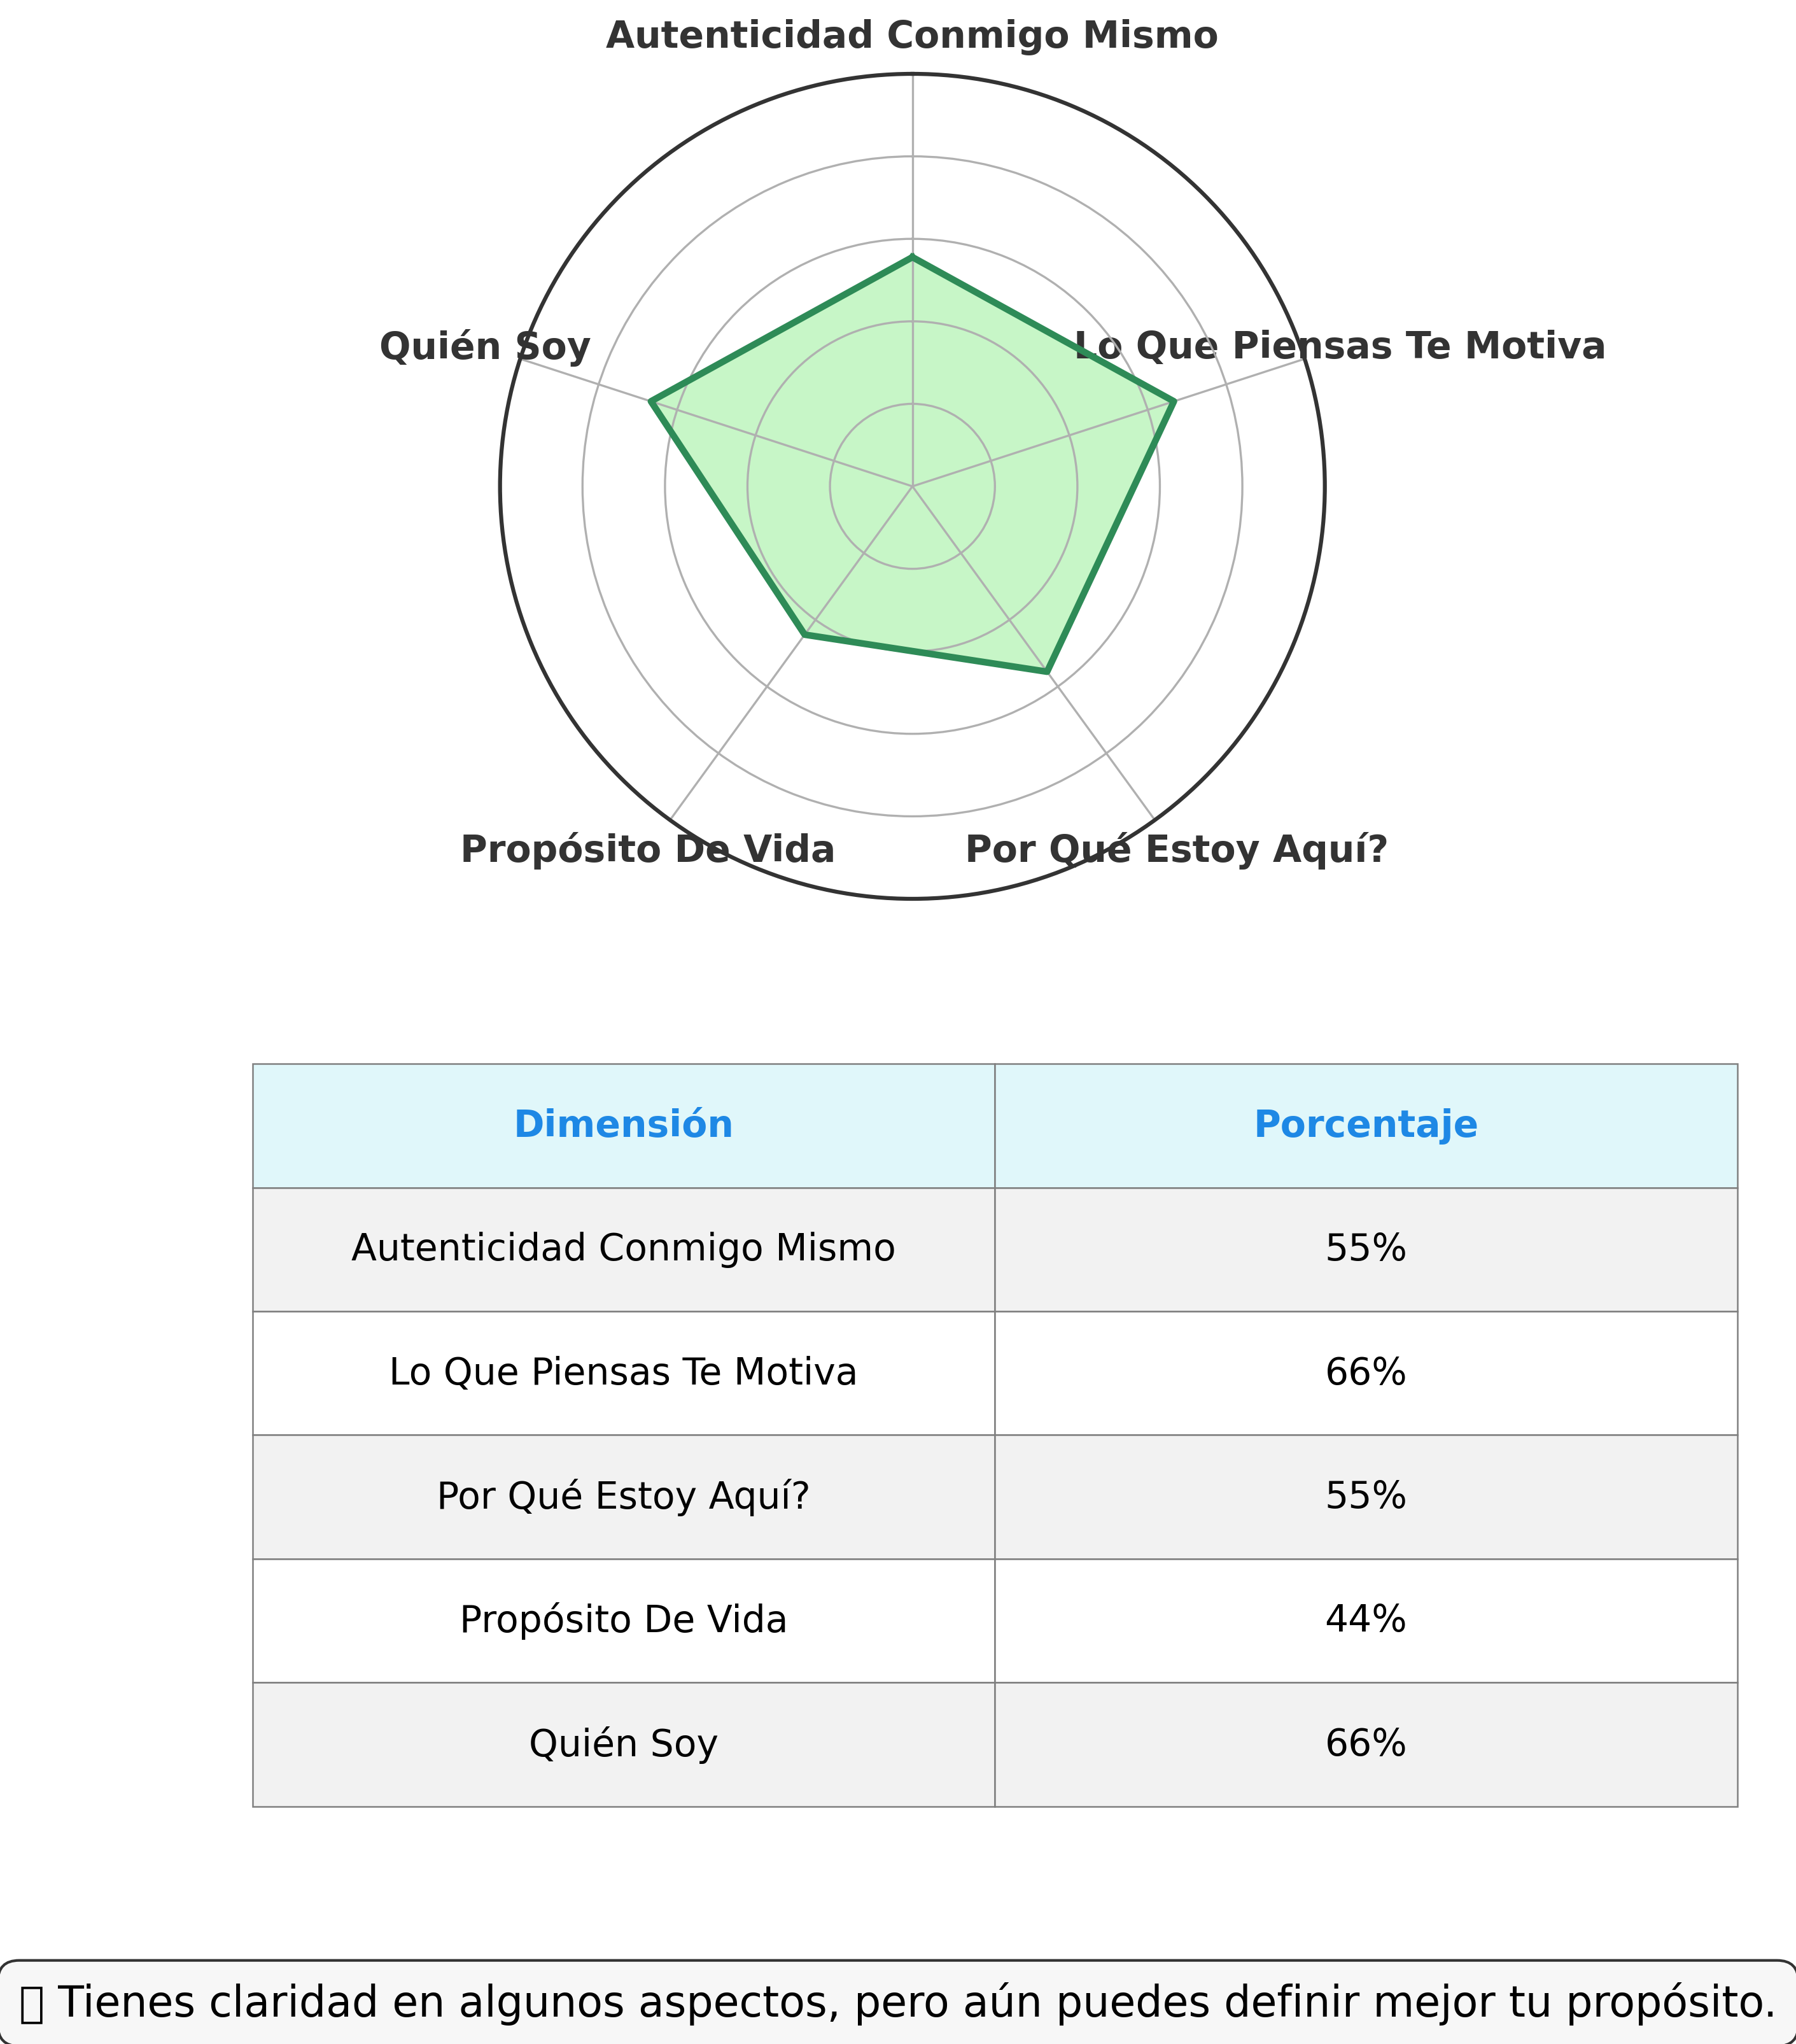 Autenticidad Conmigo Mismo
Quién Soy
Lo Que Piensas Te Motiva
Propósito De Vida
Por Qué Estoy Aquí?
Dimensión Porcentaje
Autenticidad Conmigo Mismo 55%
Lo Que Piensas Te Motiva 66%
Por Qué Estoy Aquí? 55%
Propósito De Vida 44%
Quién Soy 66%
Tienes claridad en algunos aspectos, pero aún puedes definir mejor tu propósito.